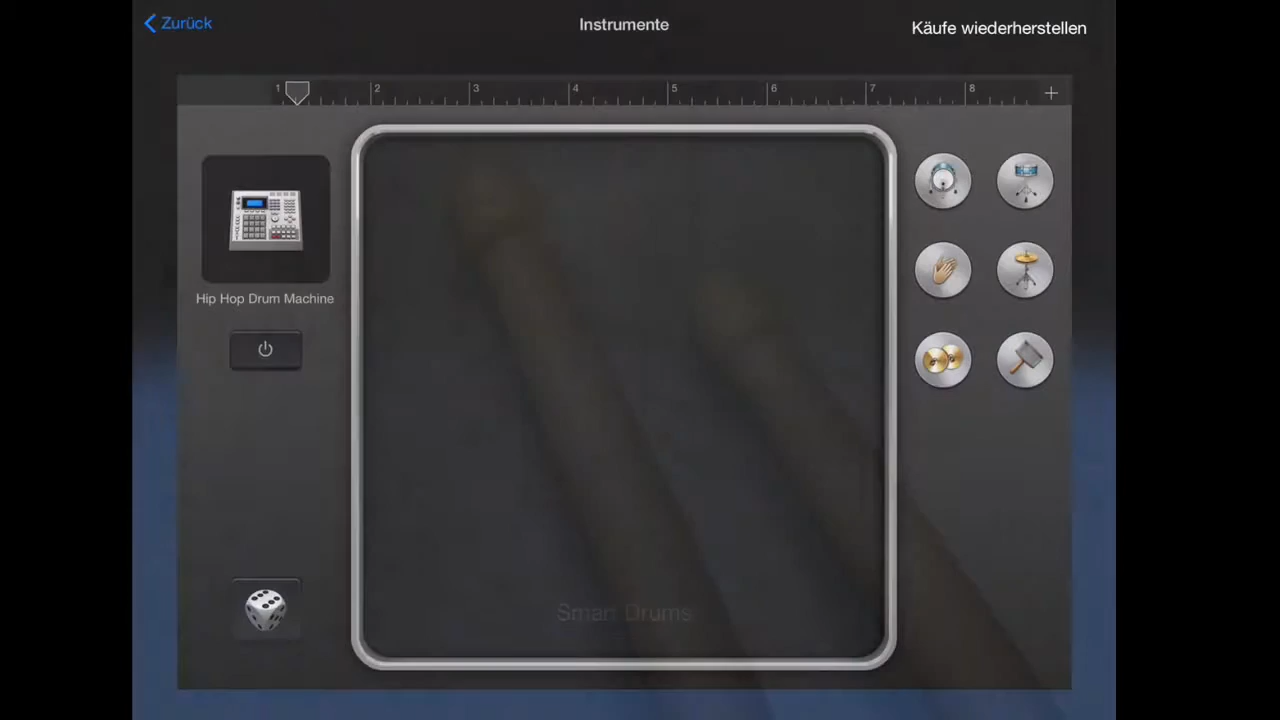 Zurück
Instrumente
Käufe wiederherstellen
1 2 3 4 5 6 7 8 +
Hip Hop Drum Machine
Smart Drums